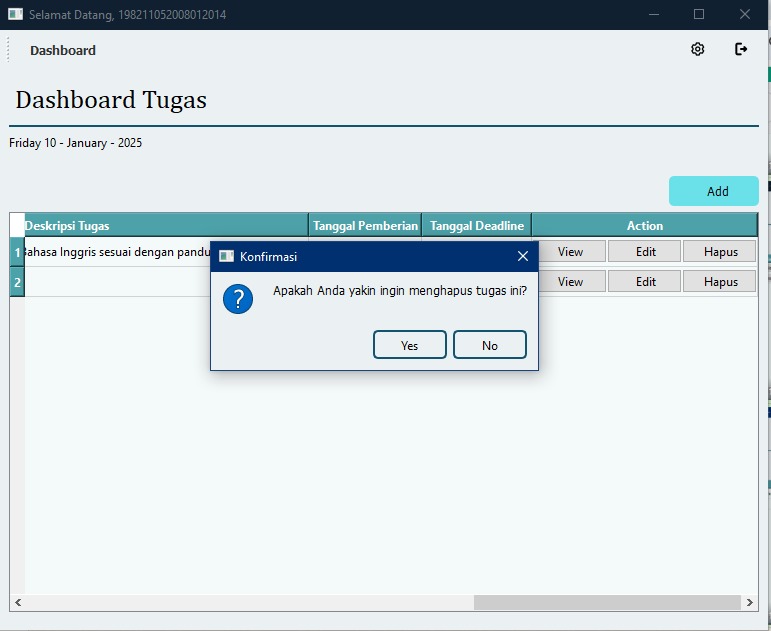 Selamat Datang, 198211052008012014
Dashboard
Dashboard Tugas
Friday 10 - January - 2025
Add
Deskripsi Tugas Tanggal Pemberian Tanggal Deadline Action
1 Bahasa Inggris sesuai dengan View Edit Hapus
2 View Edit Hapus
Konfirmasi
Apakah Anda yakin ingin menghapus tugas ini?
Yes No